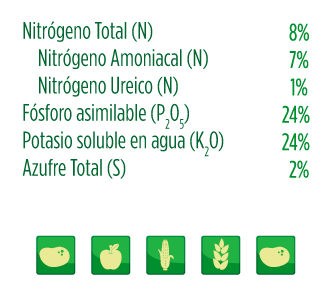 Nitrógeno Total (N) 8%
Nitrógeno Amoniacal (N) 7%
Nitrógeno Ureico (N) 1%
Fósforo asimilable (P₂O₅) 24%
Potasio soluble en agua (K₂O) 24%
Azufre Total (S) 2%